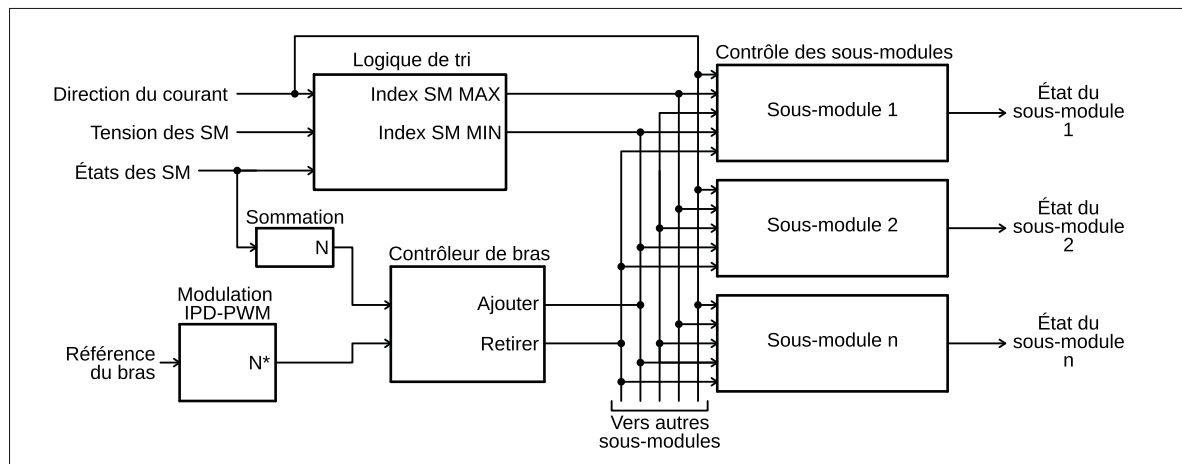 Logique de tri
Contrôle des sous-modules
Direction du courant
Index SM MAX
Tension des SM
Index SM MIN
États des SM
Sous-module 1
État du
sous-module
1
Sommation
N
Sous-module 2
État du
sous-module
2
Contrôleur de bras
Modulation
IPD-PWM
Ajouter
Référence
du bras
N*
Retirer
Sous-module n
État du
sous-module
n
Vers autres
sous-modules